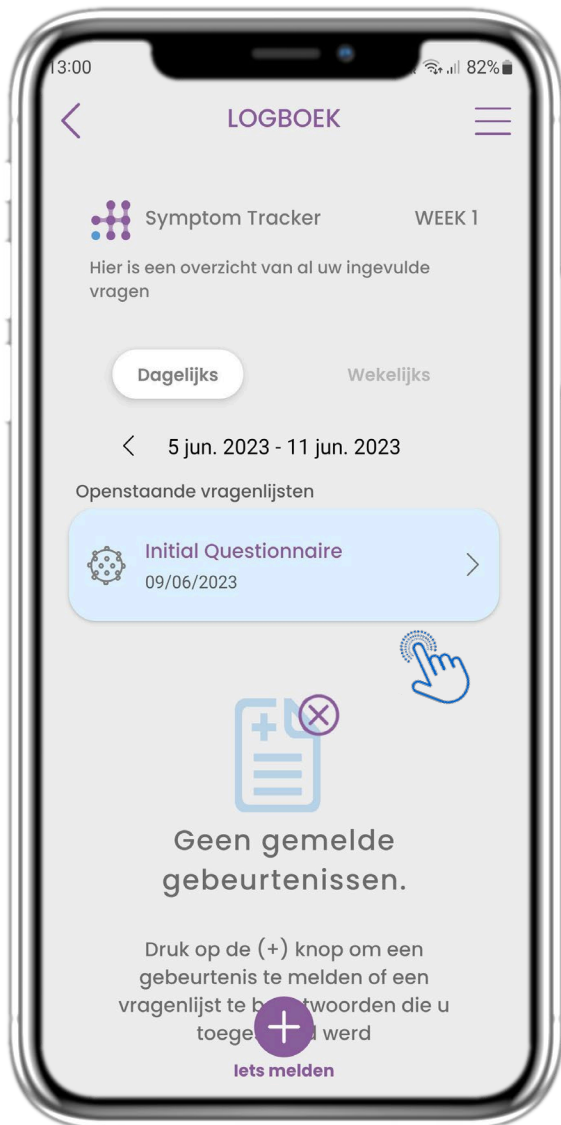 13:00
82%
LOGBOEK
Symptom Tracker
WEEK 1
Hier is een overzicht van al uw ingevulde
vragen
Dagelijks
Wekelijks
5 jun. 2023 - 11 jun. 2023
Openstaande vragenlijsten
Initial Questionnaire
09/06/2023
Geen gemelde
gebeurtenissen.
Druk op de (+) knop om een
gebeurtenis te melden of een
vragenlijst te die u
werd
Iets melden